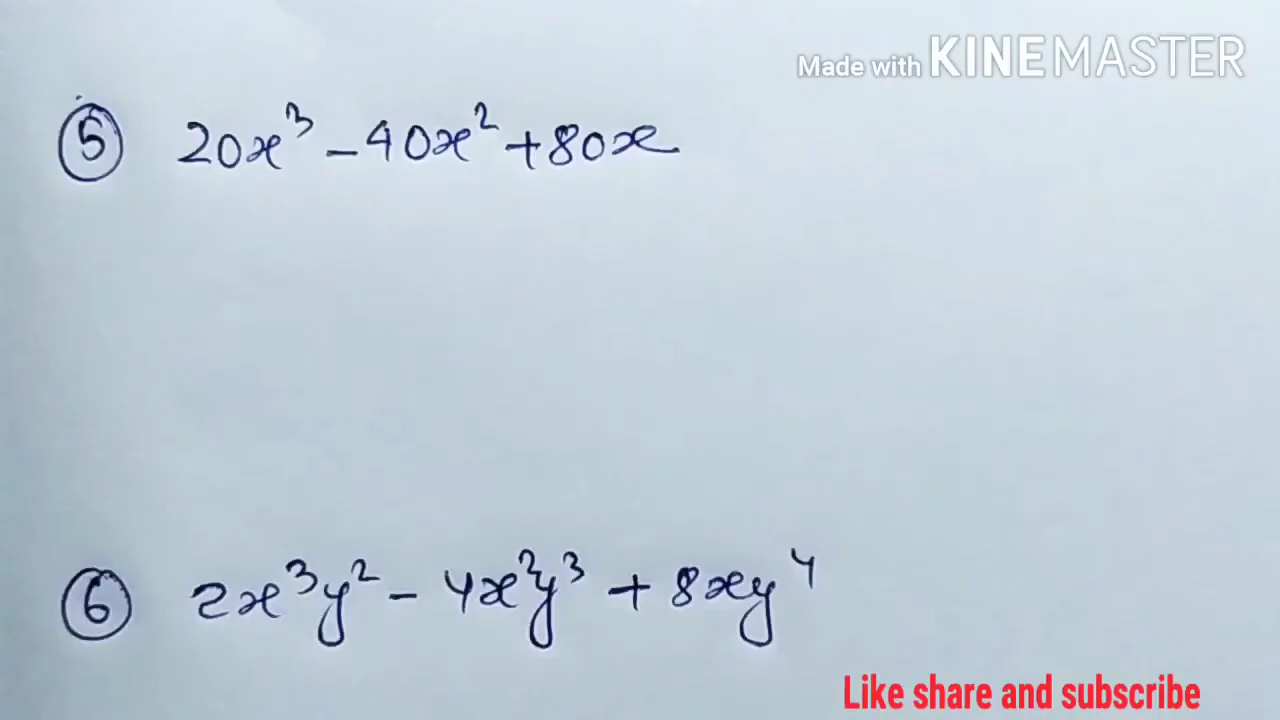 Made with KINEMASTER
⑤ 20x³ - 40x² + 80x
⑥ 2x³y² - 4x²y³ + 8xy⁴
Like share and subscribe